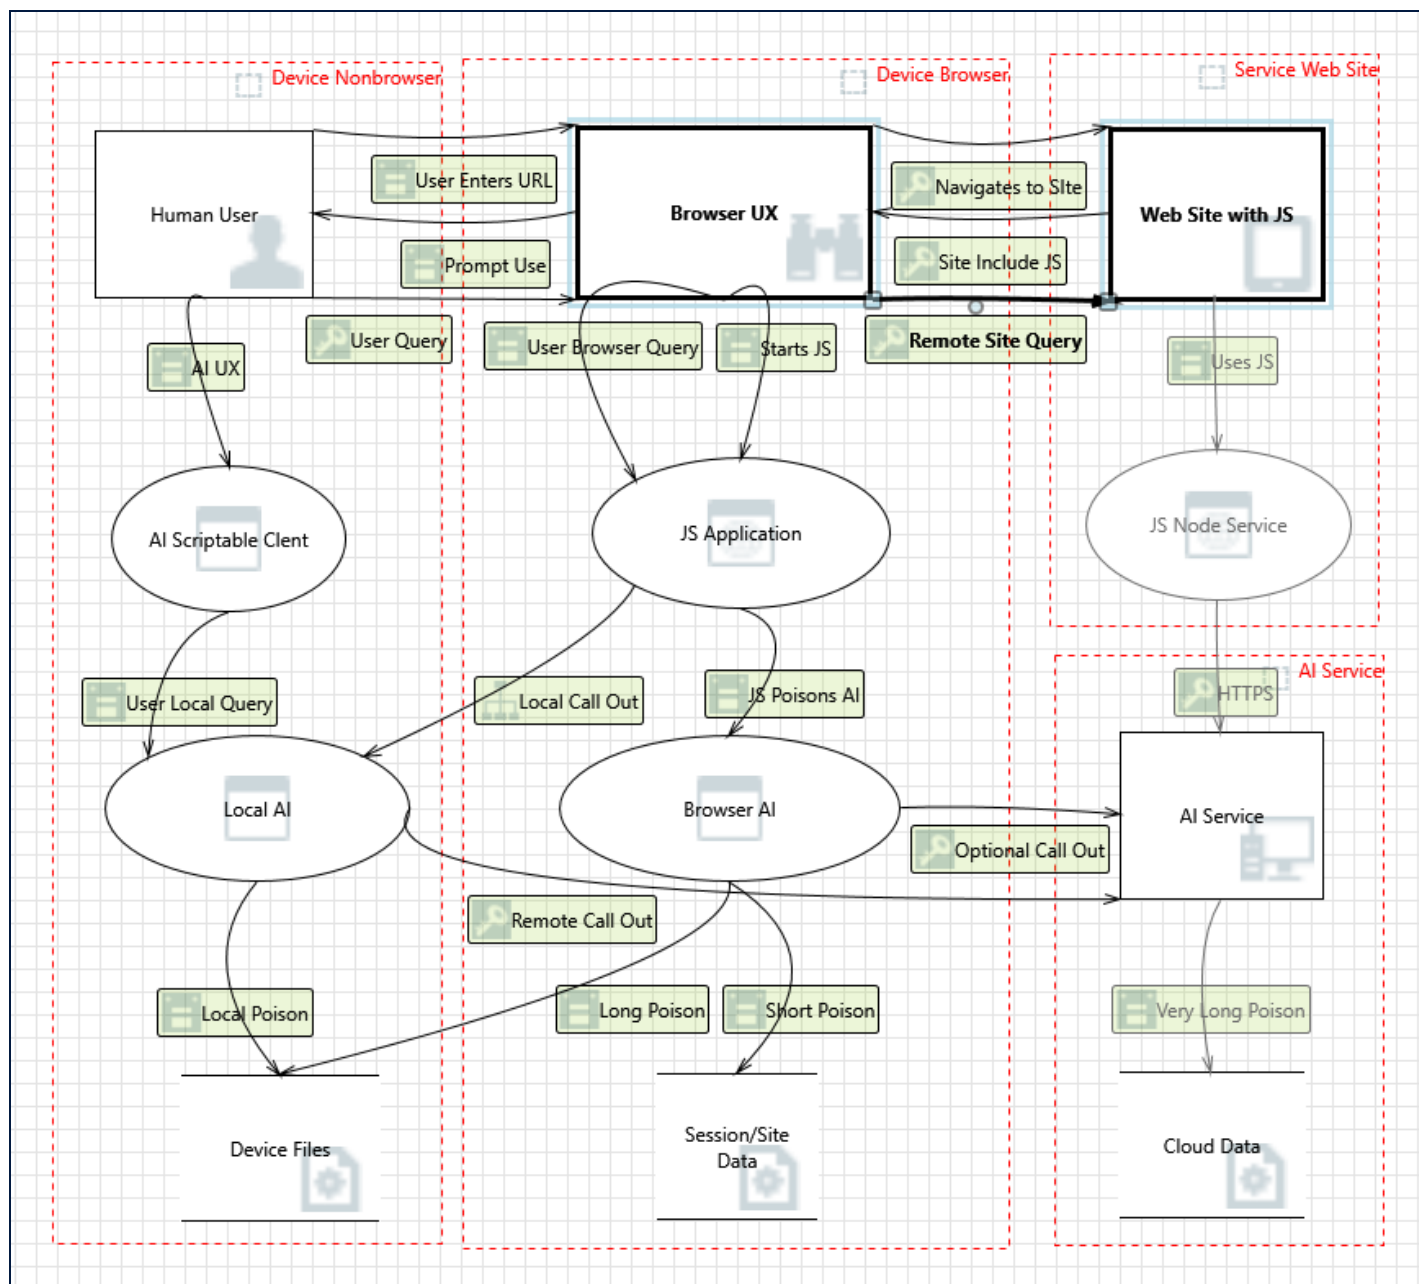 Device Nonbrowser
Device Browser
Service Web Site
Human User
User Enters URL
Browser UX
Navigates to SIte
Web Site with JS
Prompt Use
Site Include JS
User Query
User Browser Query
Starts JS
Remote Site Query
AI UX
Uses JS
AI Scriptable Clent
JS Application
JS Node Service
AI Service
User Local Query
Local Call Out
JS Poisons AI
HTTPS
Local AI
Browser AI
AI Service
Optional Call Out
Remote Call Out
Local Poison
Long Poison
Short Poison
Very Long Poison
Device Files
Session/Site
Data
Cloud Data